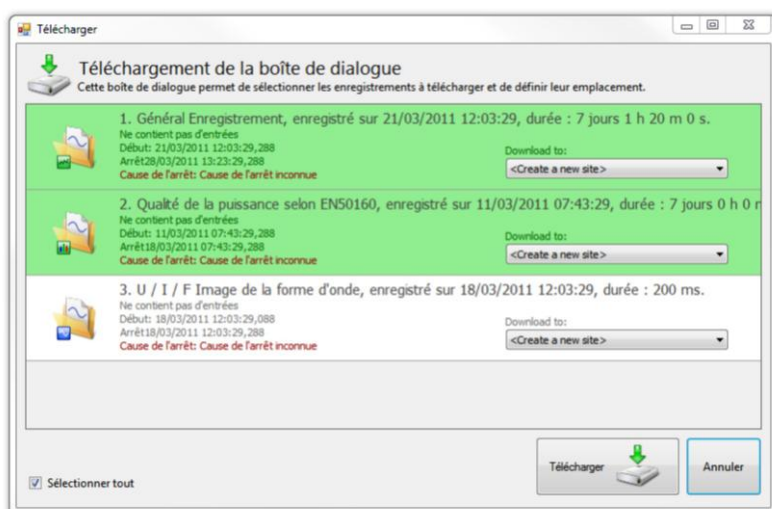 Télécharger
Téléchargement de la boîte de dialogue
Cette boîte de dialogue permet de sélectionner les enregistrements à télécharger et de définir leur emplacement.
1. Général Enregistrement, enregistré sur 21/03/2011 12:03:29, durée : 7 jours 1 h 20 m 0 s.
Ne contient pas d'entrées
Début: 21/03/2011 12:03:29,288
Arrêt28/03/2011 13:23:29,288
Cause de l'arrêt: Cause de l'arrêt inconnue
Download to:
<Create a new site>
2. Qualité de la puissance selon EN50160, enregistré sur 11/03/2011 07:43:29, durée : 7 jours 0 h 0 r
Ne contient pas d'entrées
Début: 11/03/2011 07:43:29,288
Arrêt18/03/2011 07:43:29,288
Cause de l'arrêt: Cause de l'arrêt inconnue
Download to:
<Create a new site>
3. U / I / F Image de la forme d'onde, enregistré sur 18/03/2011 12:03:29, durée : 200 ms.
Ne contient pas d'entrées
Début: 18/03/2011 12:03:29,088
Arrêt18/03/2011 12:03:29,288
Cause de l'arrêt: Cause de l'arrêt inconnue
Download to:
<Create a new site>
Télécharger
Annuler
Sélectionner tout